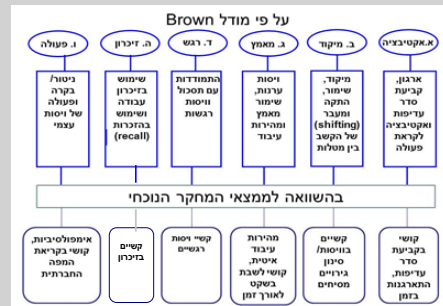 על פי מודל Brown
א.אקטיבציה
ב. מיקוד
ג. מאמץ
ד. רגש
ה. זיכרון
ו. פעולה
ארגון,
קביעת
סדר
עדיפות
ואקטיבציה
לקראת
פעולה
מיקוד,
שימור,
התקה
ומעבר
(shifting)
של הקשב
בין מטלות
ויסות
ערנות,
שימור
מאמץ
ומהירות
עיבוד
התמודדות
עם תסכול
וויסות
רגשות
שימוש
בזיכרון
עבודה
ושימוש
בהזכרות
(recall)
ניטור/
בקרה
ופעולה
של ויסות
עצמי
בהשוואה לממצאי המחקר הנוכחי
קושי
בקביעת
סדר
עדיפות,
התארגנות
בזמן
קשיים
בוויסות/
סינון
גירויים
מסיחים
מהירות
עיבוד
איטית,
קושי לשבת
בשקט
לאורך זמן
קשיי ויסות
רגשיים
קשיים
בזיכרון
אימפולסיביות,
קושי בקריאת
המפה
החברתית